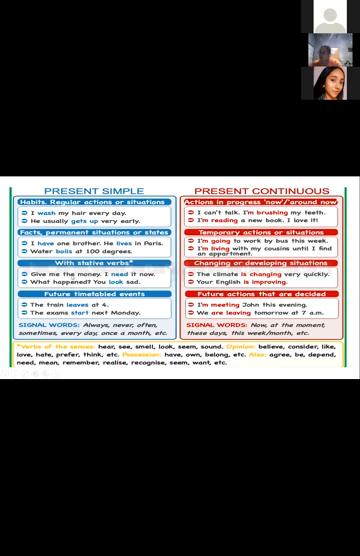 PRESENT SIMPLE
Habits. Regular actions or situations
I wash my hair every day.
He usually gets up very early.
Facts, permanent situations or states
I have one brother. He lives in Paris.
Water boils at 100 degrees.
With stative verbs*
Give me the money. I need it now.
What happened? You look sad.
Future timetabled events
The train leaves at 4.
The exams start next Monday.
SIGNAL WORDS: Always, never, often,
sometimes, every day, once a month, etc.
PRESENT CONTINUOUS
Actions in progress 'now'/'around now'
I can't talk. I'm brushing my teeth.
I'm reading a new book. I love it!
Temporary actions or situations
I'm going to work by bus this week.
I'm living with my cousins until I find
an appartment.
Changing or developing situations
The climate is changing very quickly.
Your English is improving.
Future actions that are decided
I'm meeting John this evening.
We are leaving tomorrow at 7 a.m.
SIGNAL WORDS: Now, at the moment,
these days, this week/month, etc.
*Verbs of the senses: hear, see, smell, look, seem, sound. Opinion: believe, consider, like,
love, hate, prefer, think, etc. Possession: have, own, belong, etc. Also: agree, be, depend,
need, mean, remember, realise, recognise, seem, want, etc.